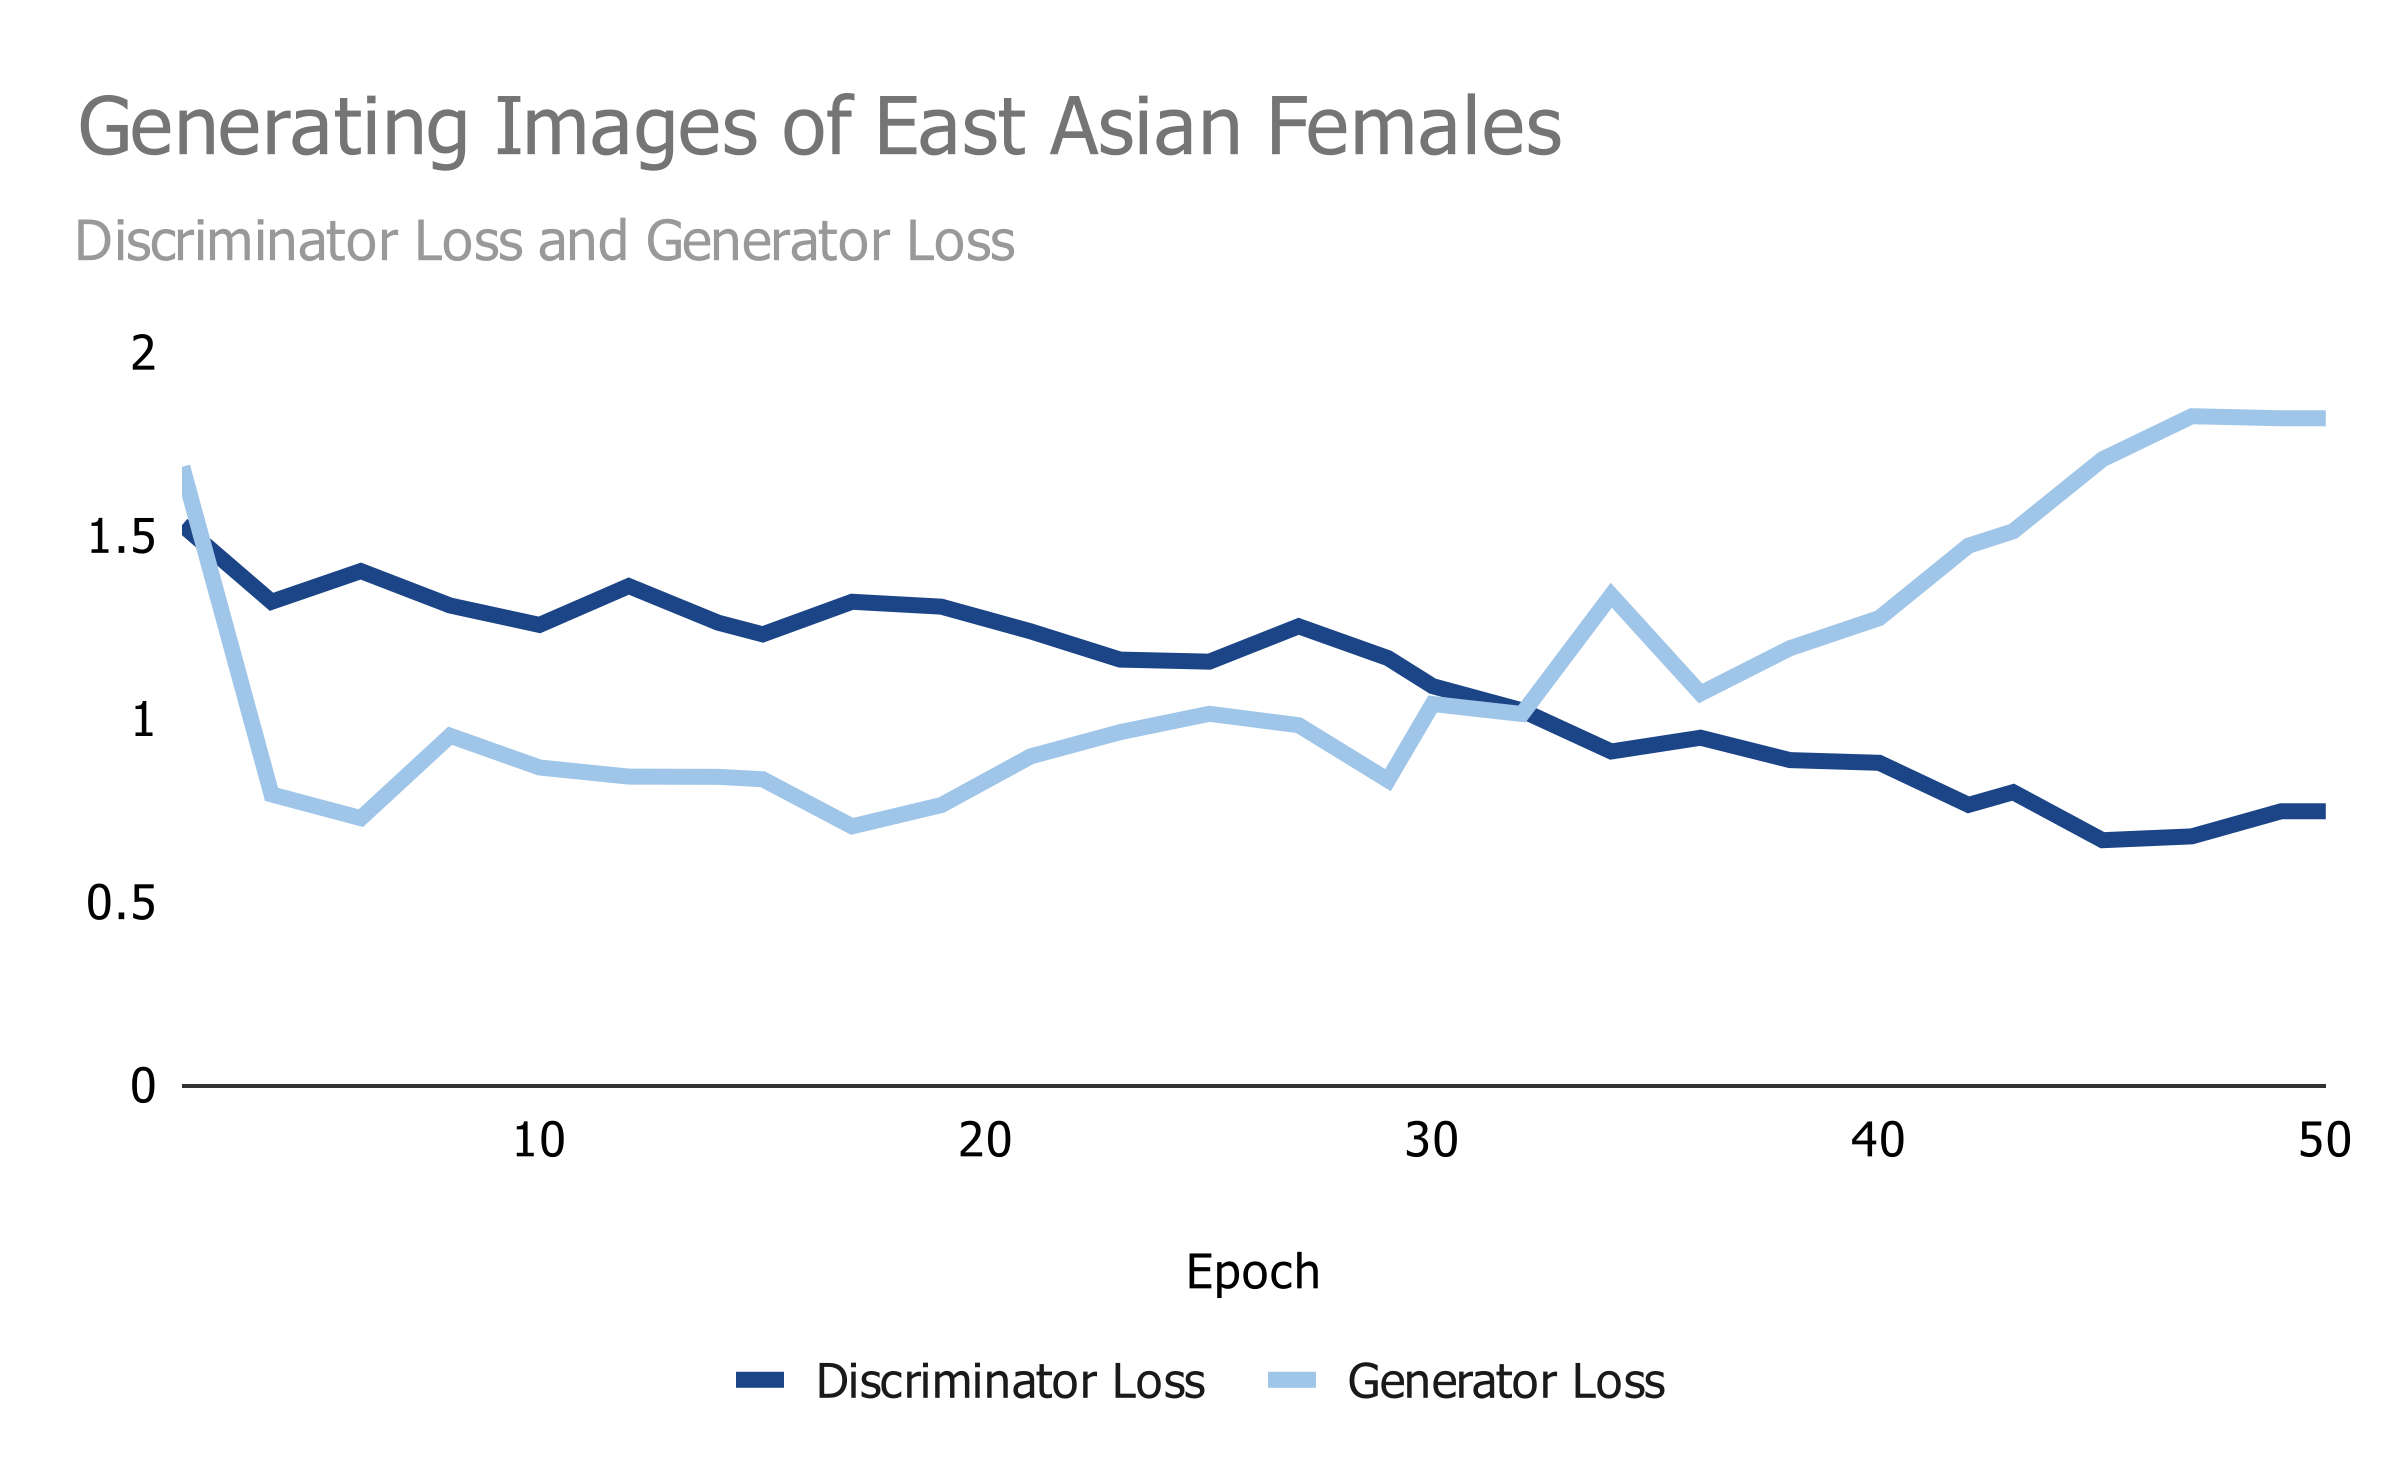 Generating Images of East Asian Females
Discriminator Loss and Generator Loss
2
1.5
1
0.5
0
10 20 30 40 50
Epoch
Discriminator Loss Generator Loss